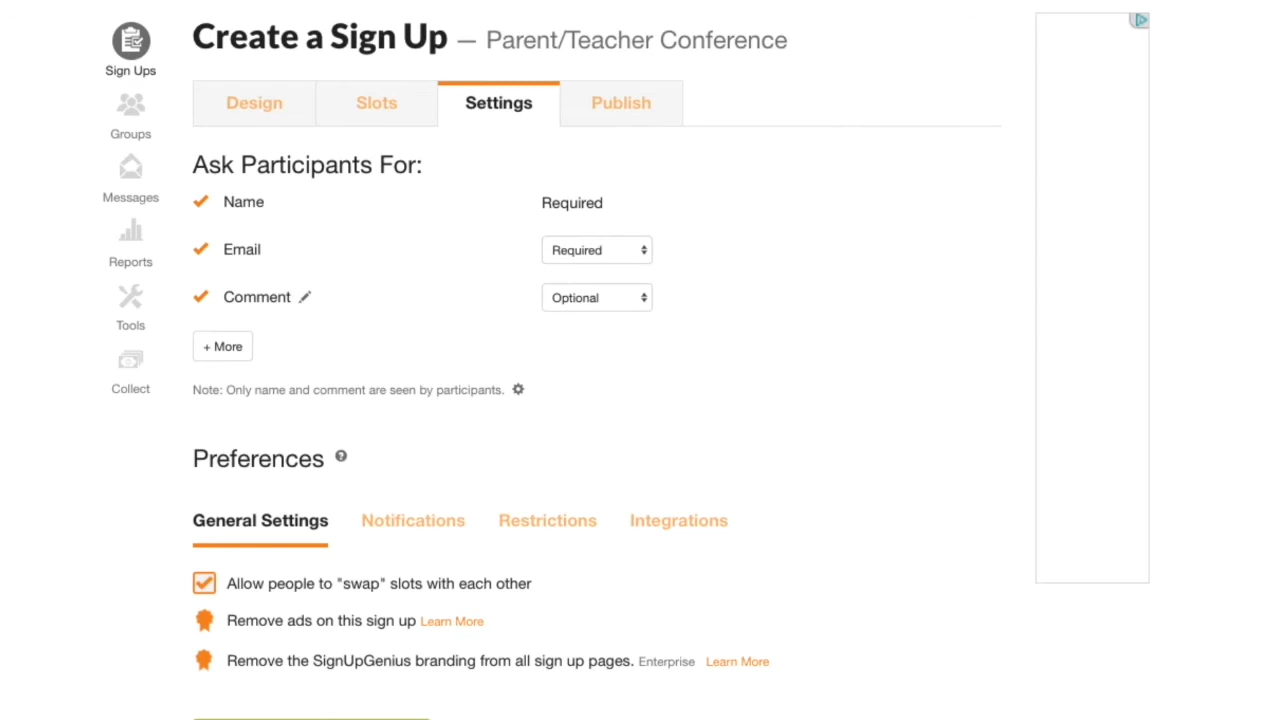 Create a Sign Up — Parent/Teacher Conference
Sign Ups
Groups
Messages
Reports
Tools
Collect
Design Slots Settings Publish
Ask Participants For:
Name Required
Email Required
Comment Optional
+ More
Note: Only name and comment are seen by participants.
Preferences
General Settings Notifications Restrictions Integrations
Allow people to "swap" slots with each other
Remove ads on this sign up Learn More
Remove the SignUpGenius branding from all sign up pages. Enterprise Learn More